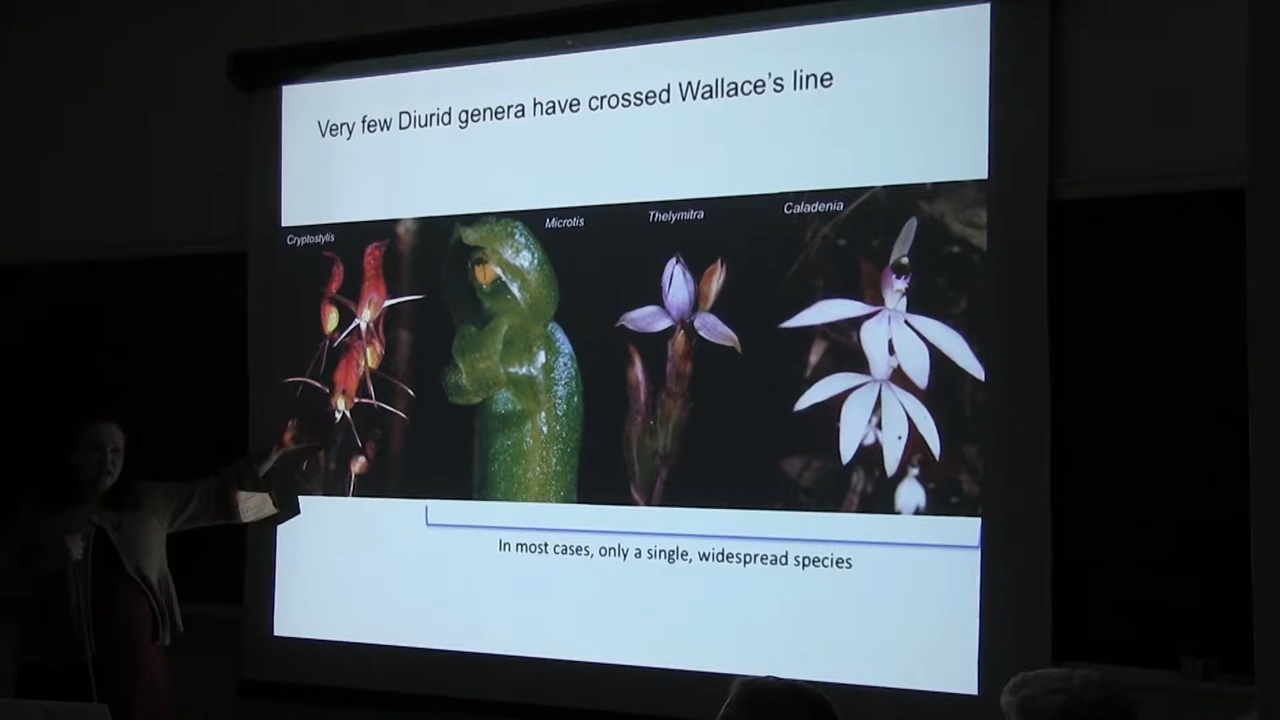 Very few Diurid genera have crossed Wallace's line
Cryptostylis
Microtis
Thelymitra
Caladenia
In most cases, only a single, widespread species